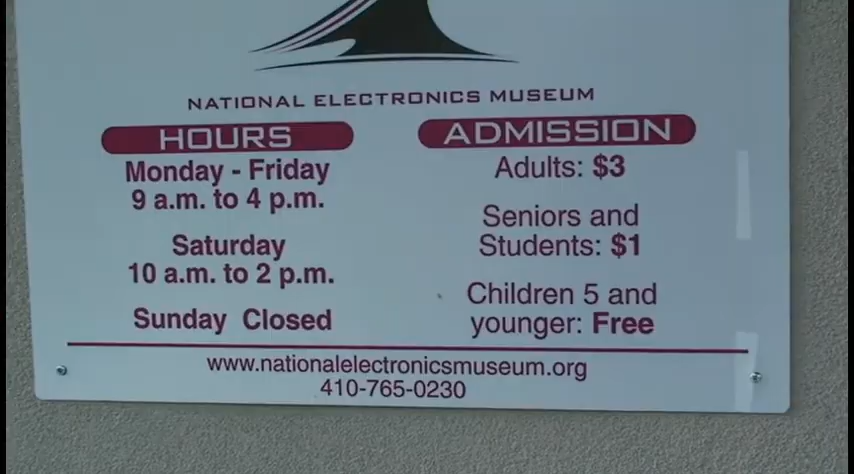 NATIONAL ELECTRONICS MUSEUM
HOURS
Monday - Friday
9 a.m. to 4 p.m.
Saturday
10 a.m. to 2 p.m.
Sunday Closed
ADMISSION
Adults: $3
Seniors and
Students: $1
Children 5 and
younger: Free
www.nationalelectronicsmuseum.org
410-765-0230